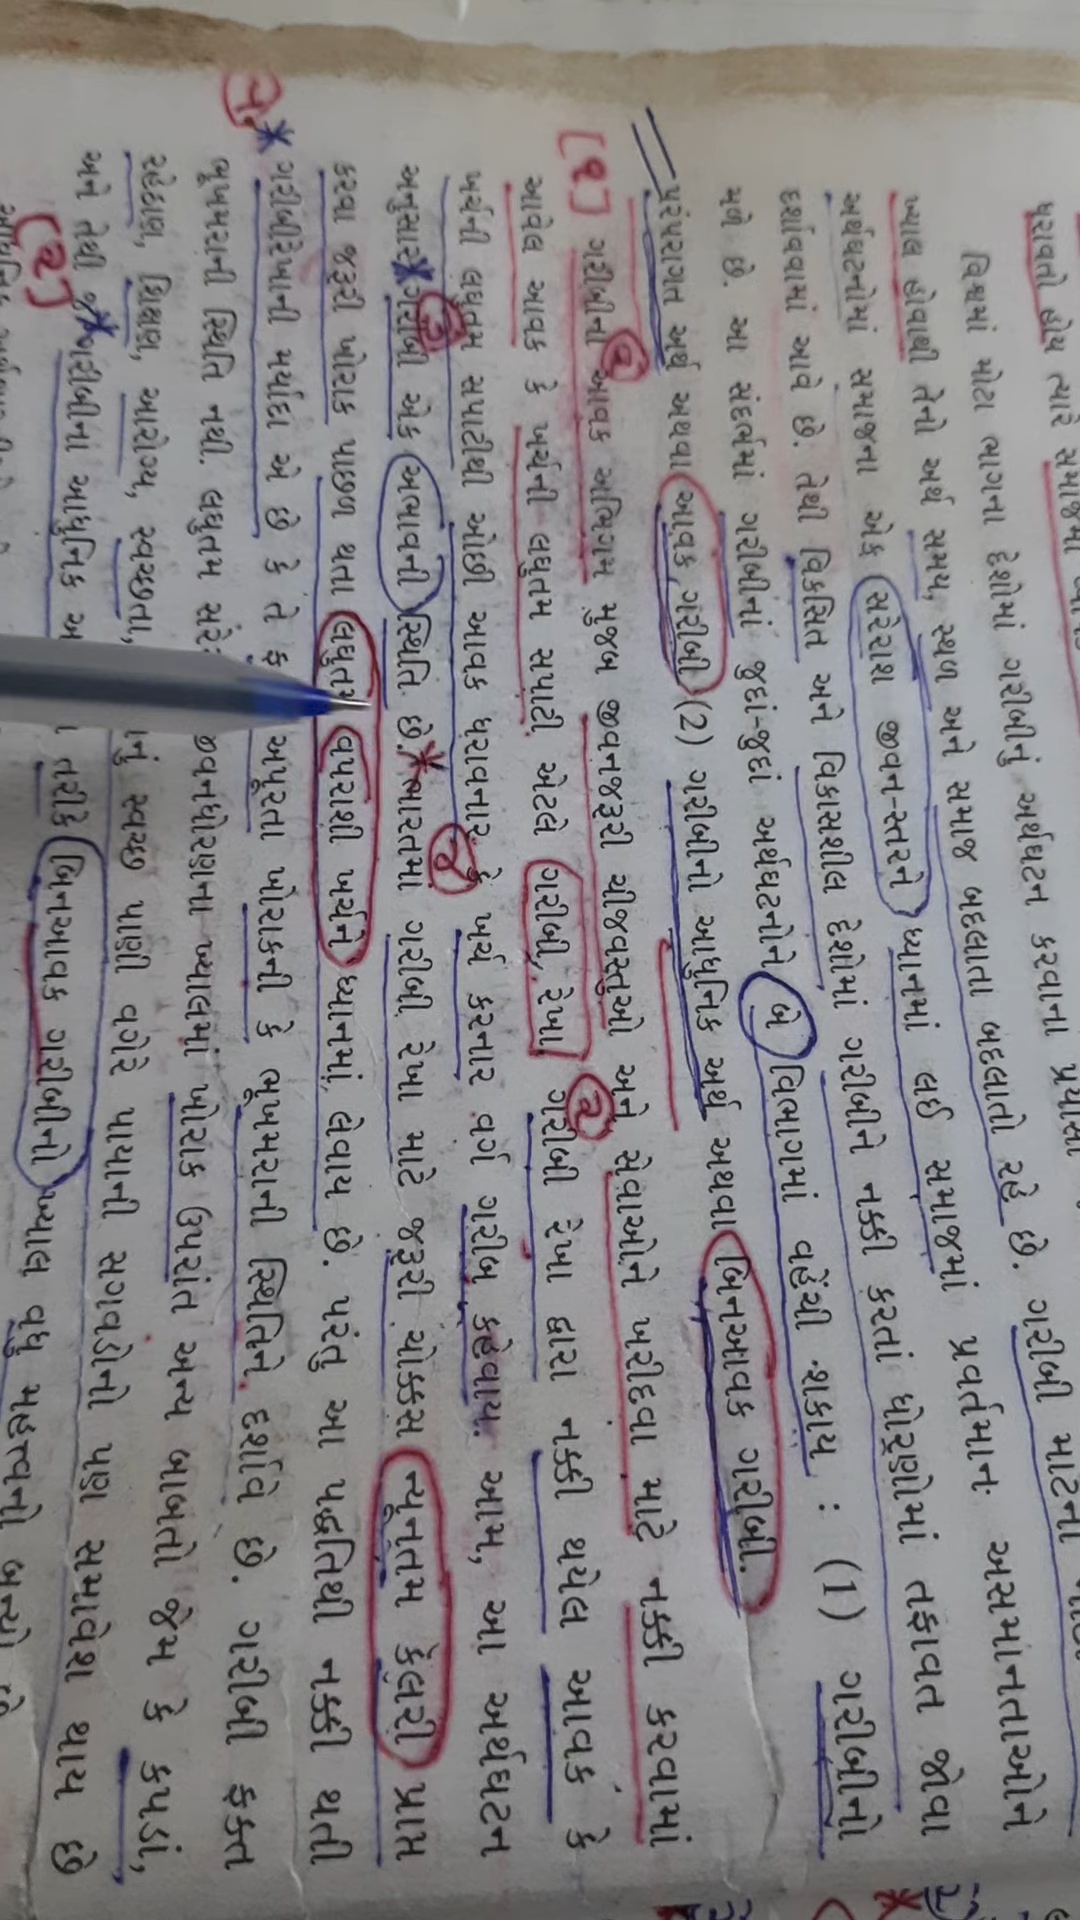 ધરાવતો હોય ત્યારે સમાજમાં
વિશ્વમાં મોટા ભાગના દેશોમાં ગરીબીનું અર્થઘટન કરવાના પ્રયાસો
ખ્યાલ હોવાથી તેનો અર્થ સમય, સ્થળ અને સમાજ બદલાતા બદલાતો રહે છે. ગરીબી માટેના
અર્થઘટનોમાં સમાજના એક સરેરાશ જીવન-સ્તરને ધ્યાનમાં લઈ સમાજમાં પ્રવર્તમાન અસમાનતાઓને
દર્શાવવામાં આવે છે. તેથી વિકસિત અને વિકાસશીલ દેશોમાં ગરીબીને નક્કી કરતાં ધોરણોમાં તફાવત જોવા
મળે છે. આ સંદર્ભમાં ગરીબીનાં જુદાં-જુદાં અર્થઘટનોને બે વિભાગમાં વહેંચી શકાય : (1) ગરીબીનો
પરંપરાગત અર્થ અથવા આવક ગરીબી (2) ગરીબીનો આધુનિક અર્થ અથવા બિનઆવક ગરીબી.
[૧] ગરીબીના આવક અભિગમ મુજબ જીવનજરૂરી ચીજવસ્તુઓ અને સેવાઓને ખરીદવા માટે નક્કી કરવામાં
આવેલ આવક કે ખર્ચની લઘુતમ સપાટી એટલે ગરીબી રેખા ગરીબી રેખા દ્વારા નક્કી થયેલ આવક કે
ખર્ચની લઘુતમ સપાટીથી ઓછી આવક ધરાવનાર કે ખર્ચ કરનાર વર્ગ ગરીબ કહેવાય. આમ, આ અર્થઘટન
અનુસાર ગરીબી એક અભાવની સ્થિતિ છે. ભારતમાં ગરીબી રેખા માટે જરૂરી ચોક્કસ ન્યૂનતમ કૅલરી પ્રાપ્ત
કરવા જરૂરી ખોરાક પાછળ થતા લઘુતમ વપરાશી ખર્ચને ધ્યાનમાં લેવાય છે. પરંતુ આ પદ્ધતિથી નક્કી થતી
ગરીબીરેખાની મર્યાદા એ છે કે તે અપૂરતા ખોરાકની કે ભૂખમરાની સ્થિતિને દર્શાવે છે. ગરીબી ફક્ત
ભૂખમરાની સ્થિતિ નથી. લઘુતમ જીવનધોરણના ખ્યાલમાં ખોરાક ઉપરાંત અન્ય બાબતો જેમ કે કપડાં,
રહેઠાણ, શિક્ષણ, આરોગ્ય, સ્વચ્છતા, સ્વચ્છ પાણી વગેરે પાયાની સગવડોનો પણ સમાવેશ થાય છે
અને તેથી જ ગરીબીના આધુનિક તરીકે બિનઆવક ગરીબીનો ખ્યાલ વધુ મહત્વનો બન્યો છે
[૨]